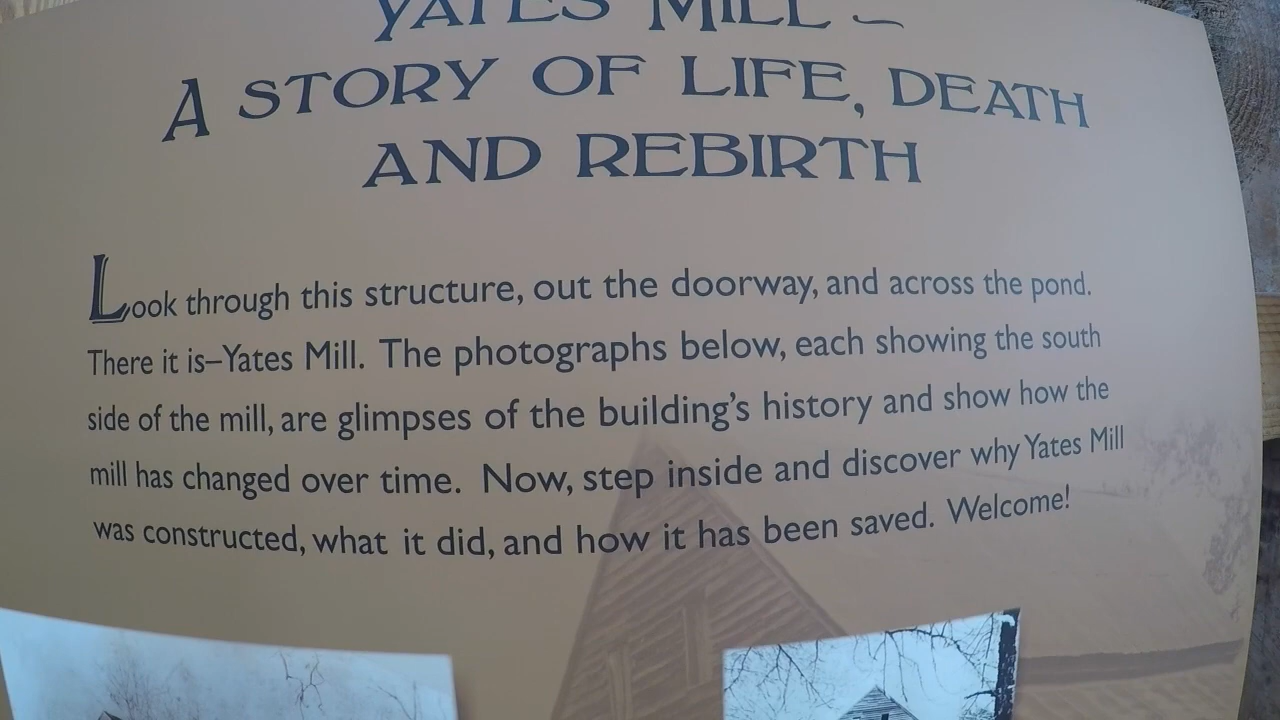 YATES MILL –
A STORY OF LIFE, DEATH
AND REBIRTH
Look through this structure, out the doorway, and across the pond.
There it is–Yates Mill. The photographs below, each showing the south
side of the mill, are glimpses of the building's history and show how the
mill has changed over time. Now, step inside and discover why Yates Mill
was constructed, what it did, and how it has been saved. Welcome!